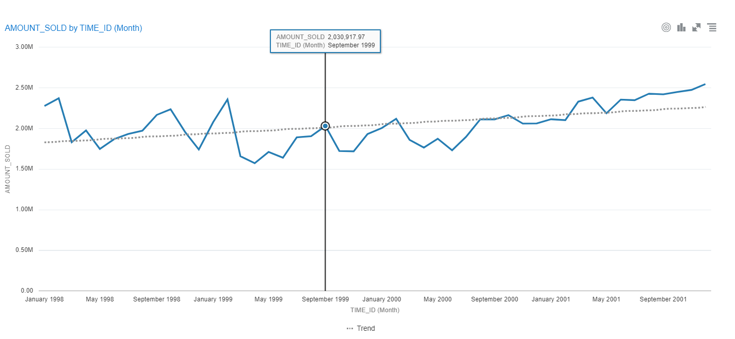 AMOUNT_SOLD by TIME_ID (Month)
AMOUNT_SOLD 2,030,917.97
TIME_ID (Month) September 1999
3.00M
2.50M
2.00M
1.50M
1.00M
0.50M
0.00
AMOUNT_SOLD
January 1998 May 1998 September 1998 January 1999 May 1999 September 1999 January 2000 May 2000 September 2000 January 2001 May 2001 September 2001
TIME_ID (Month)
Trend